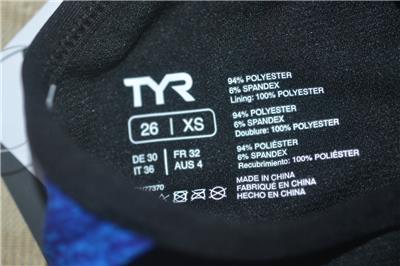 TYR
26 | XS
DE 30 FR 32
IT 36 AUS 4
77370
94% POLYESTER
6% SPANDEX
Lining: 100% POLYESTER
94% POLYESTER
6% SPANDEX
Doublure: 100% POLYESTER
94% POLIÉSTER
6% SPANDEX
Recubrimiento: 100% POLIÉSTER
MADE IN CHINA
FABRIQUÉ EN CHINA
HECHO EN CHINA